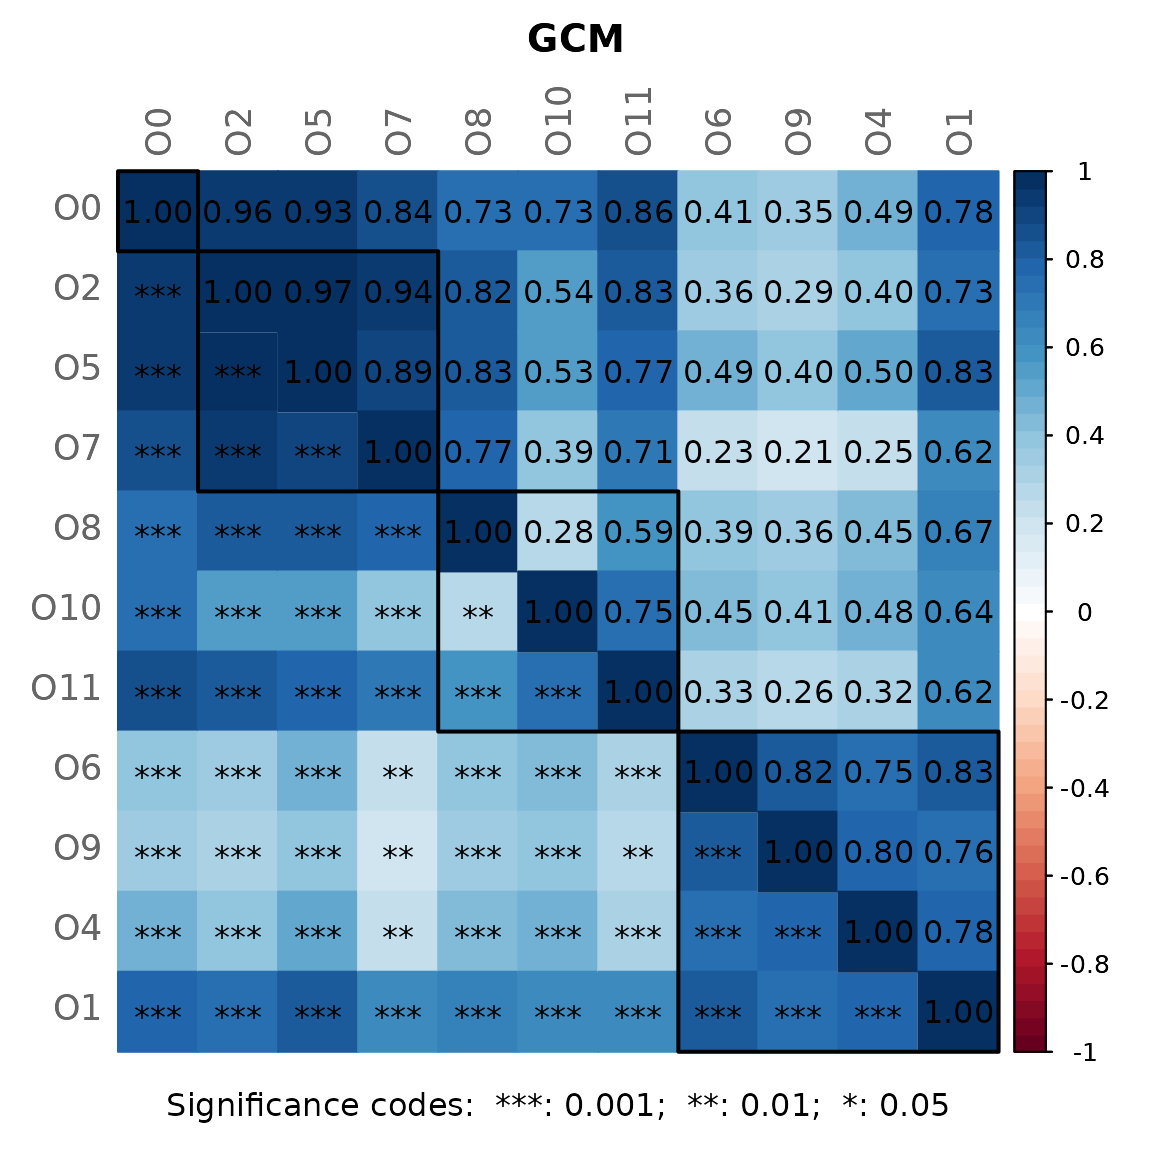 GCM
O0 O2 O5 O7 O8 O10 O11 O6 O9 O4 O1
O0 1.00 0.96 0.93 0.84 0.73 0.73 0.86 0.41 0.35 0.49 0.78
O2 *** 1.00 0.97 0.94 0.82 0.54 0.83 0.36 0.29 0.40 0.73
O5 *** *** 1.00 0.89 0.83 0.53 0.77 0.49 0.40 0.50 0.83
O7 *** *** *** 1.00 0.77 0.39 0.71 0.23 0.21 0.25 0.62
O8 *** *** *** *** 1.00 0.28 0.59 0.39 0.36 0.45 0.67
O10 *** *** *** *** ** 1.00 0.75 0.45 0.41 0.48 0.64
O11 *** *** *** *** *** *** 1.00 0.33 0.26 0.32 0.62
O6 *** *** *** ** *** *** *** 1.00 0.82 0.75 0.83
O9 *** *** *** ** *** *** ** *** 1.00 0.80 0.76
O4 *** *** *** ** *** *** *** *** *** 1.00 0.78
O1 *** *** *** *** *** *** *** *** *** *** 1.00
1
0.8
0.6
0.4
0.2
0
-0.2
-0.4
-0.6
-0.8
-1
Significance codes: ***: 0.001; **: 0.01; *: 0.05